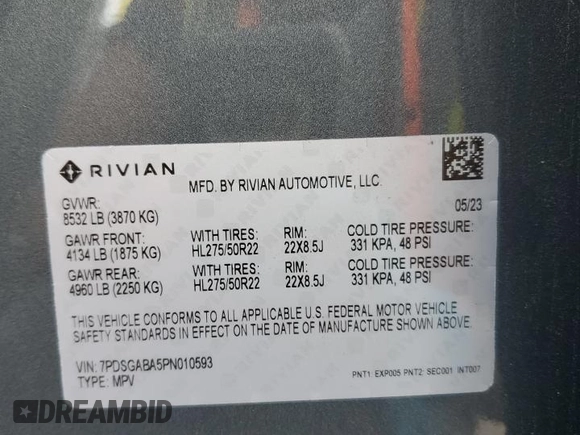 RIVIAN
MFD. BY RIVIAN AUTOMOTIVE, LLC.
GVWR:
8532 LB (3870 KG)
05/23
GAWR FRONT: WITH TIRES: RIM: COLD TIRE PRESSURE:
4134 LB (1875 KG) HL275/50R22 22X8.5J 331 KPA, 48 PSI
GAWR REAR: WITH TIRES: RIM: COLD TIRE PRESSURE:
4960 LB (2250 KG) HL275/50R22 22X8.5J 331 KPA, 48 PSI
THIS VEHICLE CONFORMS TO ALL APPLICABLE U.S. FEDERAL MOTOR VEHICLE
SAFETY STANDARDS IN EFFECT ON THE DATE OF MANUFACTURE SHOWN ABOVE.
VIN: 7PDSGABA5PN010593
TYPE: MPV
PNT1: EXP005 PNT2: SEC001 INT007
DREAMBID